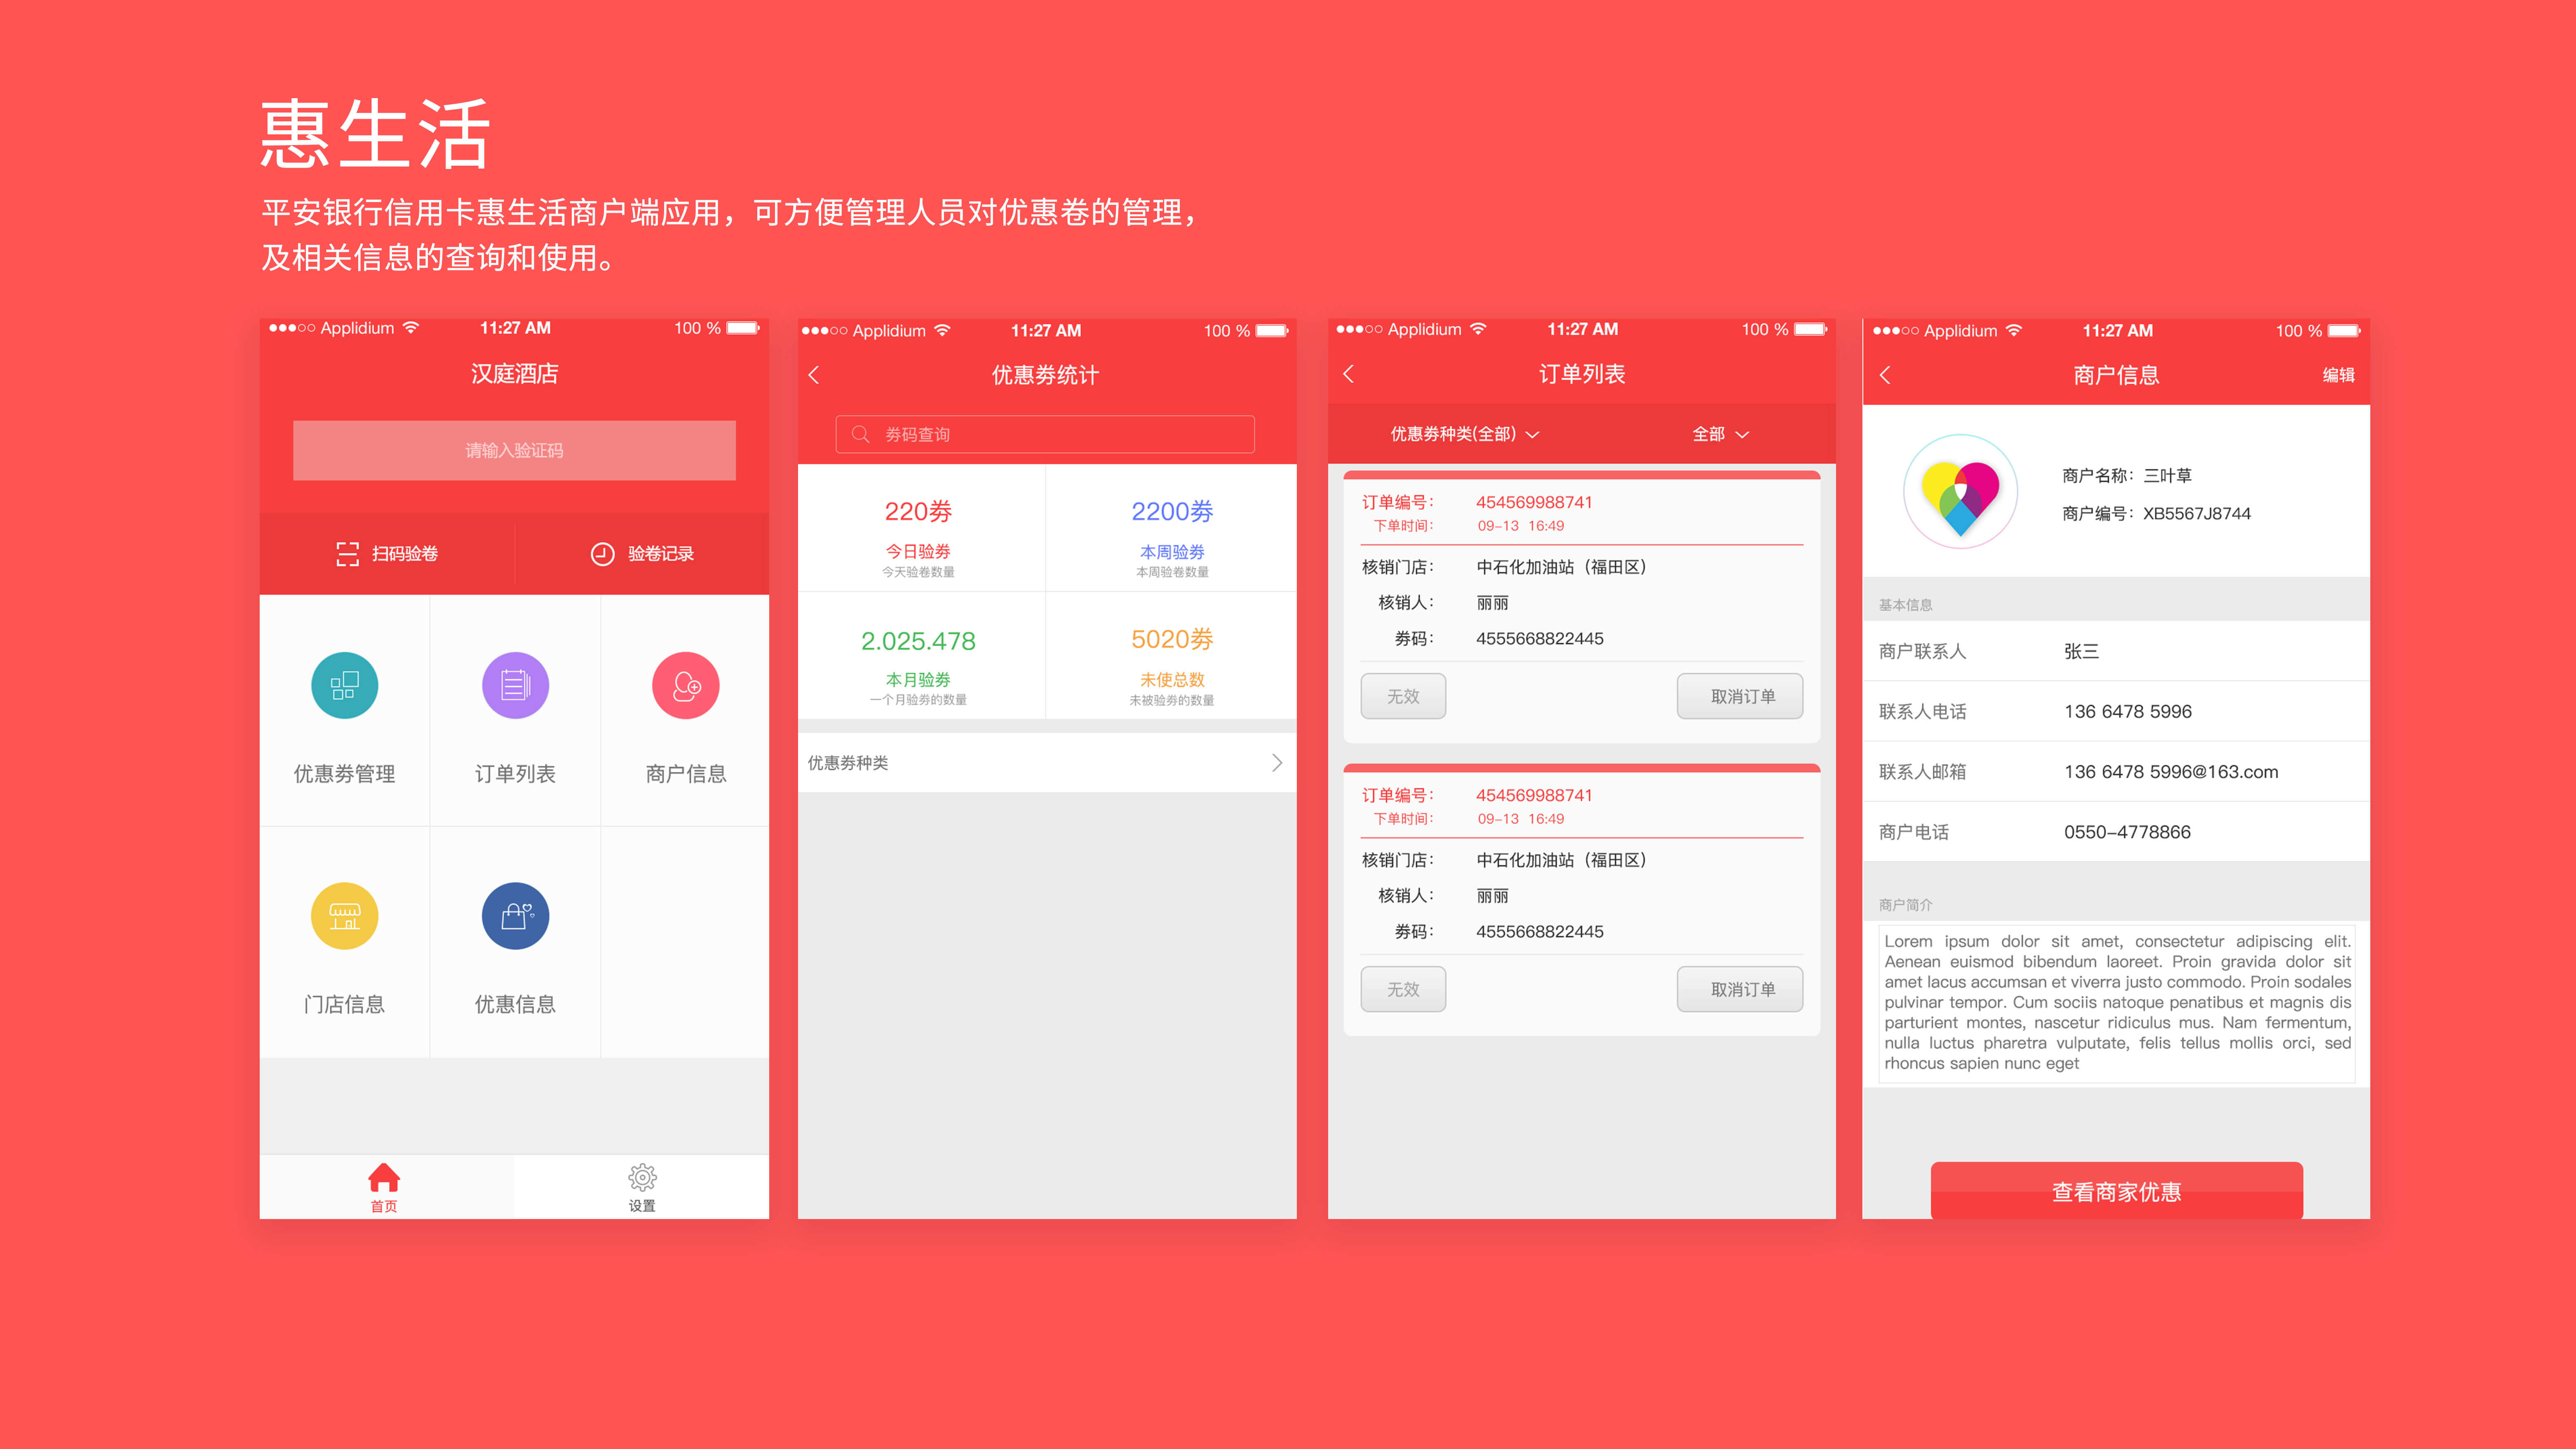 惠生活
平安银行信用卡惠生活商户端应用，可方便管理人员对优惠卷的管理，
及相关信息的查询和使用。
Applidium 11:27 AM 100 %
汉庭酒店
请输入验证码
扫码验卷 验卷记录
优惠劵管理 订单列表 商户信息
门店信息 优惠信息
首页 设置
Applidium 11:27 AM 100 %
优惠劵统计
劵码查询
220劵 2200劵
今日验劵 本周验劵
今天验卷数量 本周验卷数量
2.025.478 5020劵
本月验劵 未使总数
一个月验劵的数量 未被验劵的数量
优惠劵种类
Applidium 11:27 AM 100 %
订单列表
优惠劵种类(全部) 全部
订单编号： 454569988741
下单时间： 09-13 16:49
核销门店： 中石化加油站（福田区）
核销人： 丽丽
劵码： 4555668822445
无效 取消订单
订单编号： 454569988741
下单时间： 09-13 16:49
核销门店： 中石化加油站（福田区）
核销人： 丽丽
劵码： 4555668822445
无效 取消订单
Applidium 11:27 AM 100 %
商户信息 编辑
商户名称：三叶草
商户编号：XB5567J8744
基本信息
商户联系人 张三
联系人电话 136 6478 5996
联系人邮箱 136 6478 5996@163.com
商户电话 0550-4778866
商户简介
Lorem ipsum dolor sit amet, consectetur adipiscing elit.
Aenean euismod bibendum laoreet. Proin gravida dolor sit
amet lacus accumsan et viverra justo commodo. Proin sodales
pulvinar tempor. Cum sociis natoque penatibus et magnis dis
parturient montes, nascetur ridiculus mus. Nam fermentum,
nulla luctus pharetra vulputate, felis tellus mollis orci, sed
rhoncus sapien nunc eget
查看商家优惠